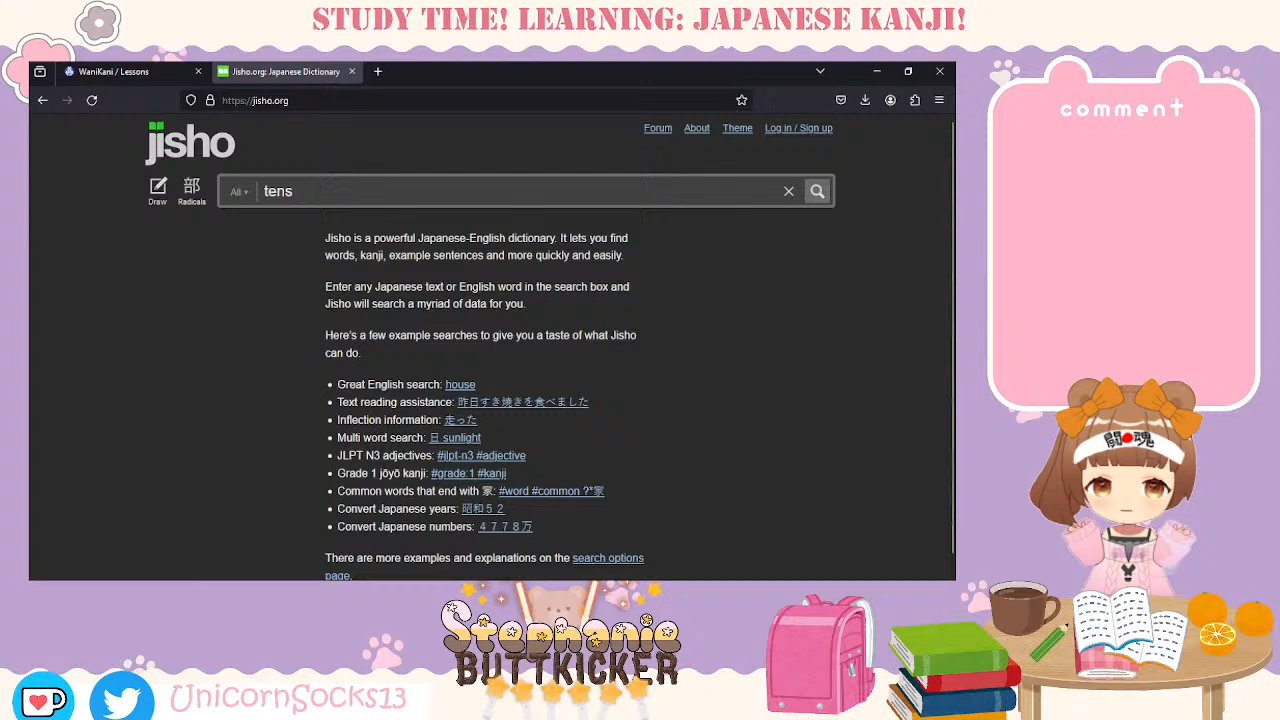 STUDY TIME! LEARNING: JAPANESE KANJI!
WaniKani / Lessons
Jisho.org: Japanese Dictionary
https://jisho.org
jisho
Forum About Theme Log in / Sign up
Draw
部
Radicals
All
tens
Jisho is a powerful Japanese-English dictionary. It lets you find
words, kanji, example sentences and more quickly and easily.
Enter any Japanese text or English word in the search box and
Jisho will search a myriad of data for you.
Here's a few example searches to give you a taste of what Jisho
can do.
Great English search: house
Text reading assistance: 昨日すき焼きを食べました
Inflection information: 走った
Multi word search: 日 sunlight
JLPT N3 adjectives: #jlpt-n3 #adjective
Grade 1 jōyō kanji: #grade:1 #kanji
Common words that end with 家: #word #common ?*家
Convert Japanese years: 昭和５２
Convert Japanese numbers: ４７７８万
There are more examples and explanations on the search options
page.
comment
闘魂
Stephanie
BUTTKICKER
UnicornSocks13